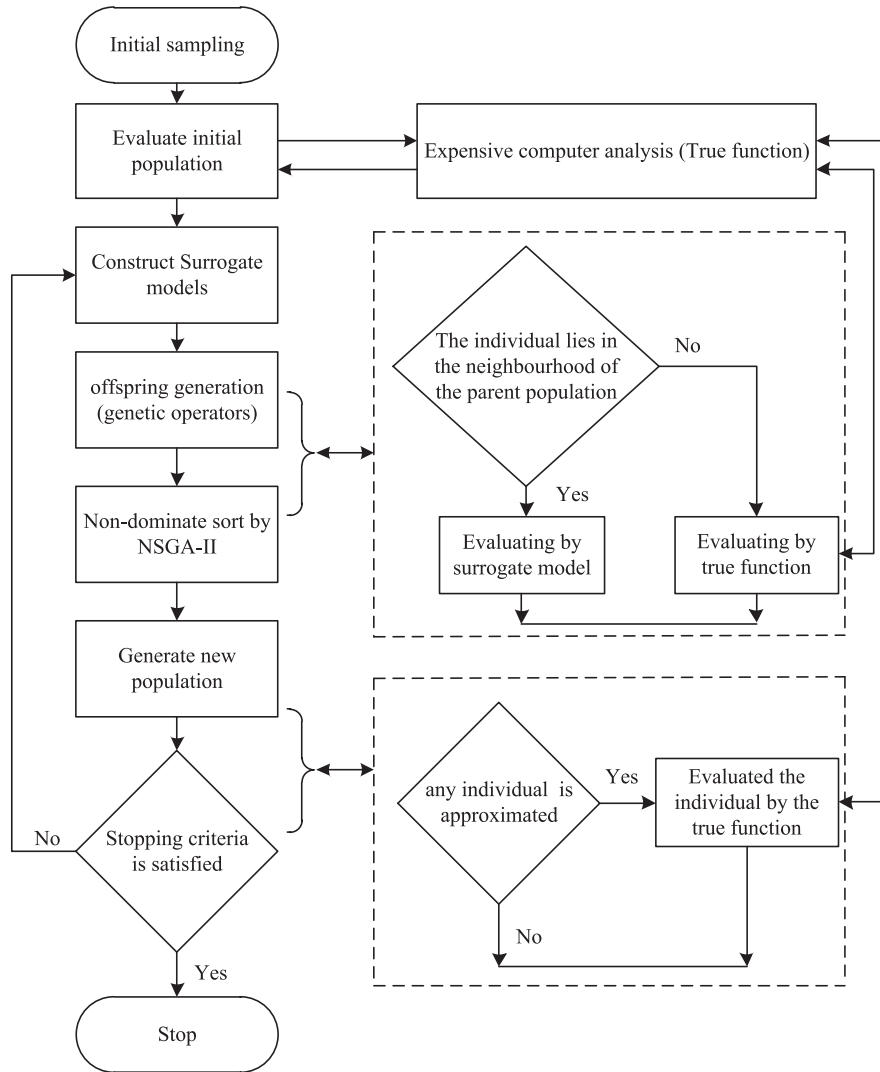 Initial sampling
Evaluate initial
population
Expensive computer analysis (True function)
Construct Surrogate
models
The individual lies in
the neighbourhood of
the parent population
No
offspring generation
(genetic operators)
Yes
Non-dominate sort by
NSGA-II
Evaluating by
surrogate model
Evaluating by
true function
Generate new
population
any individual is
approximated
Yes
Evaluated the
individual by the
true function
No
No
Stopping criteria
is satisfied
Yes
Stop